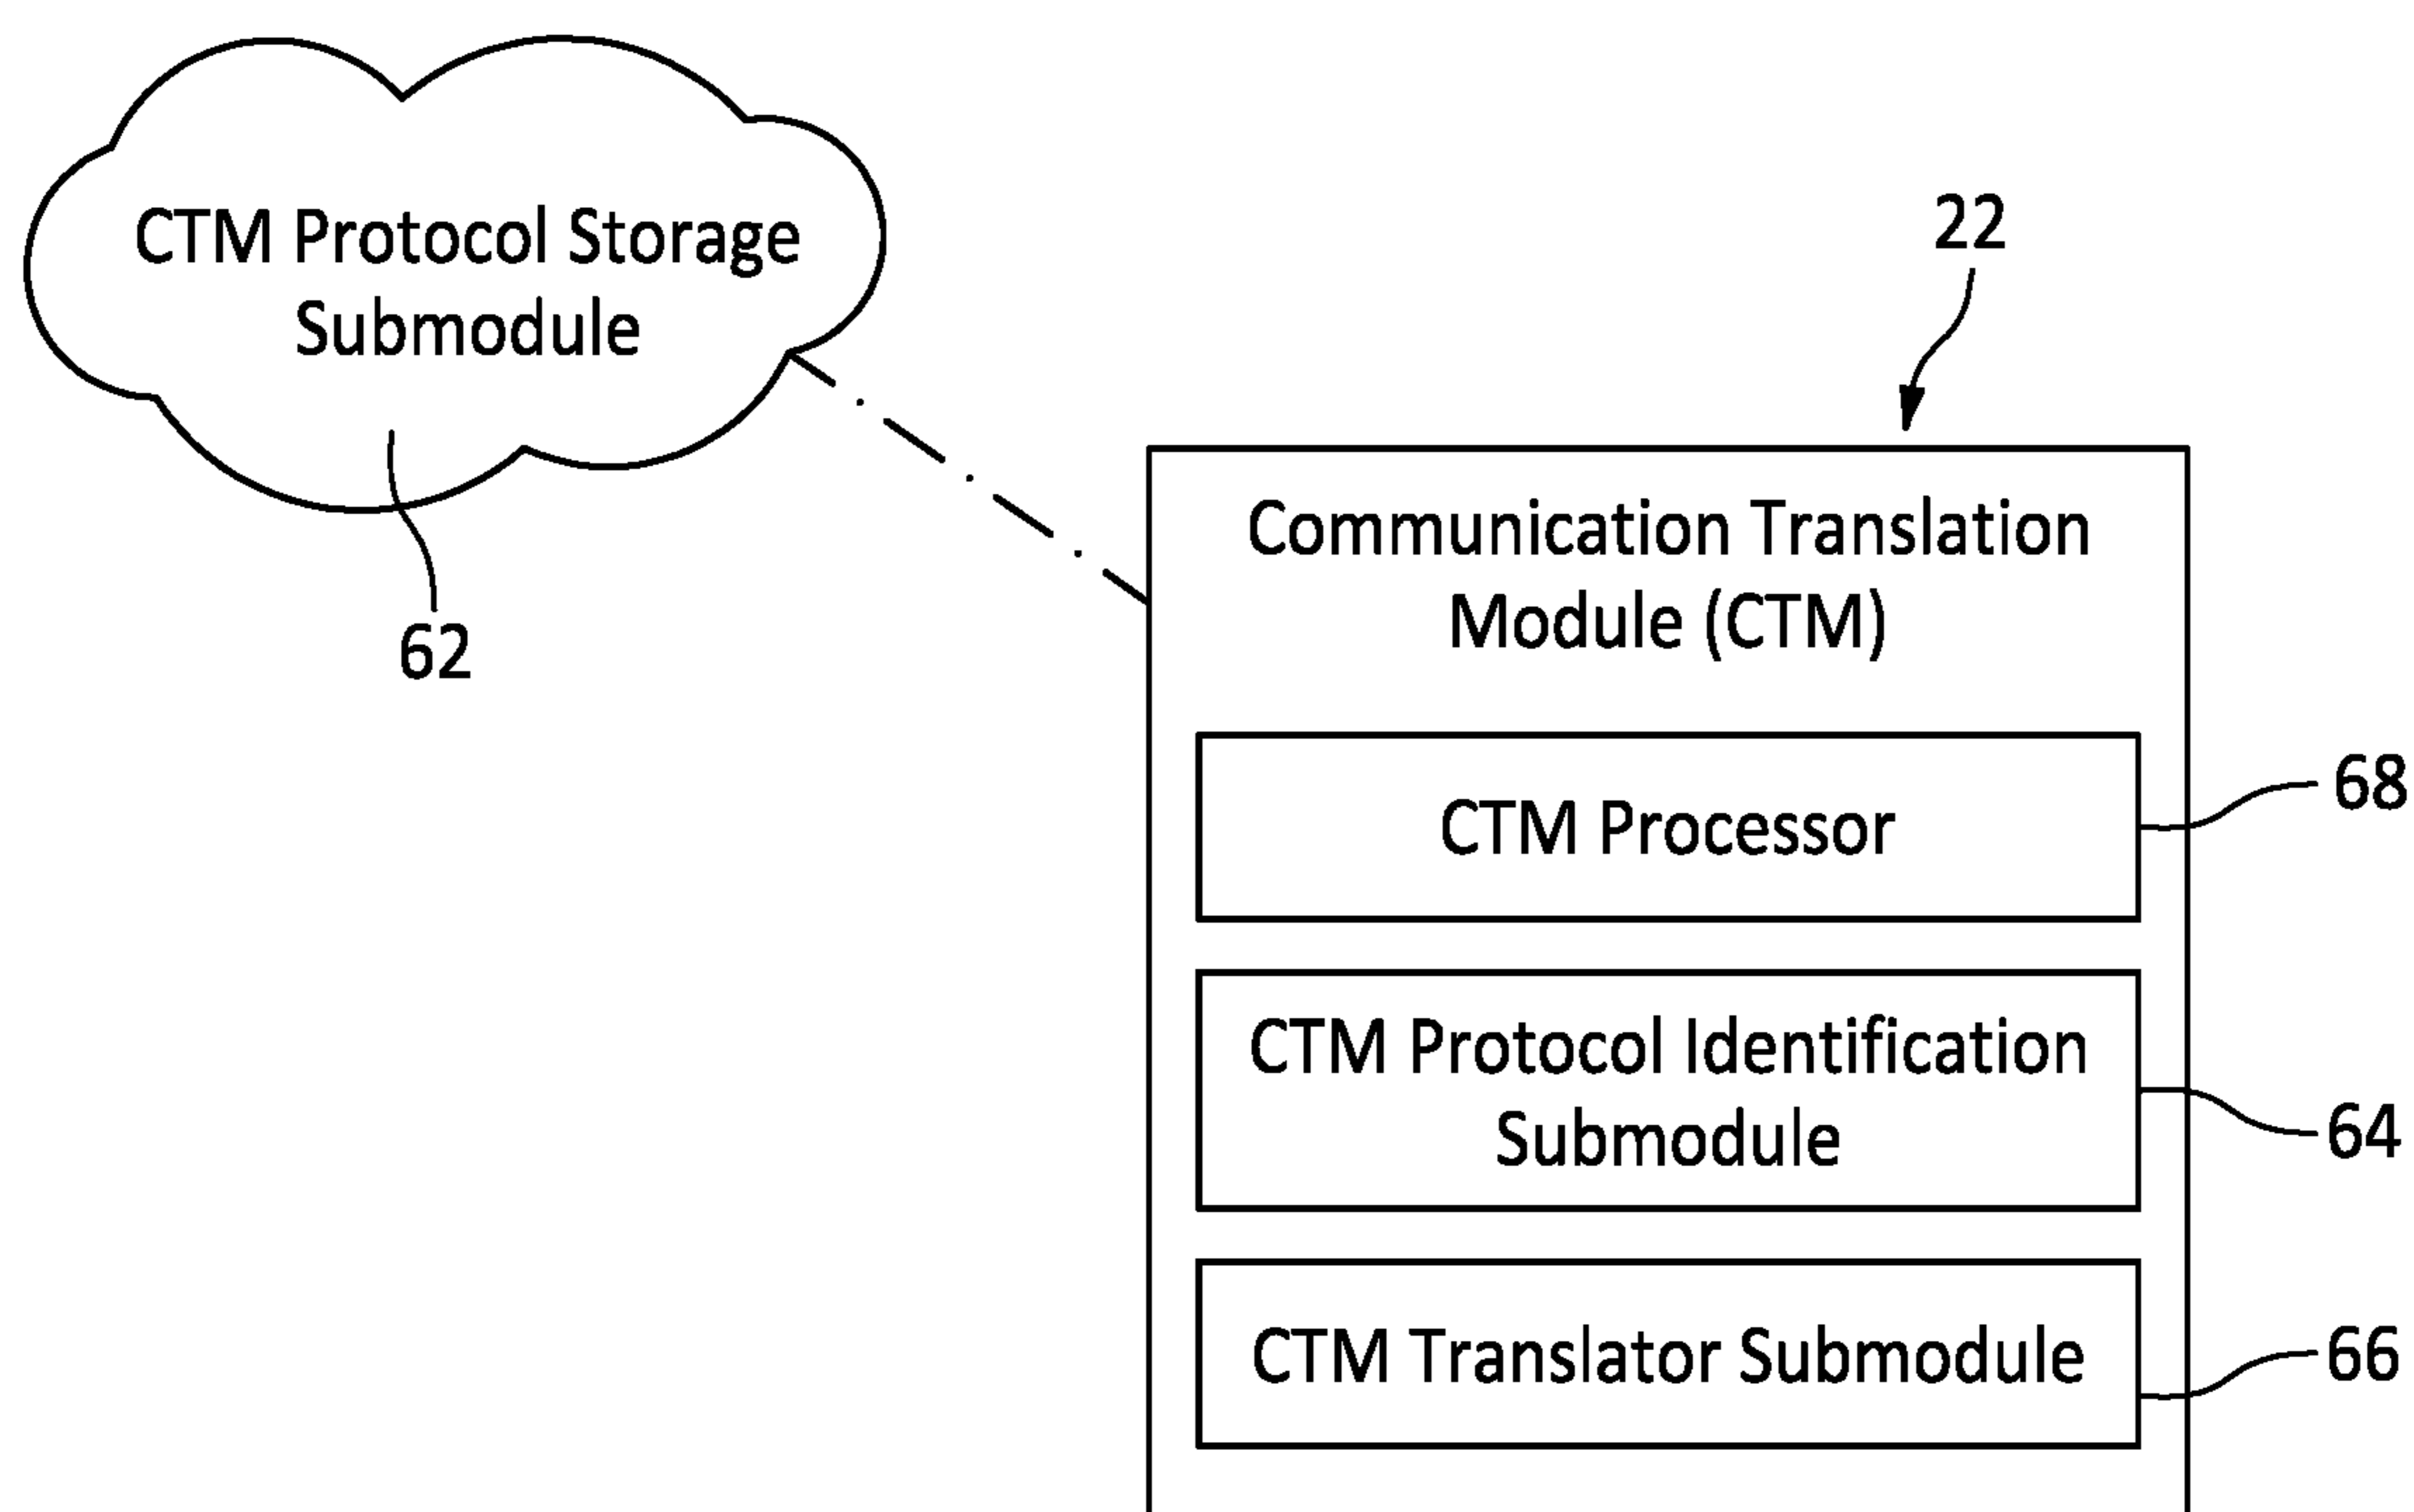 CTM Protocol Storage
Submodule
62
22
Communication Translation
Module (CTM)
CTM Processor
68
CTM Protocol Identification
Submodule
64
CTM Translator Submodule
66